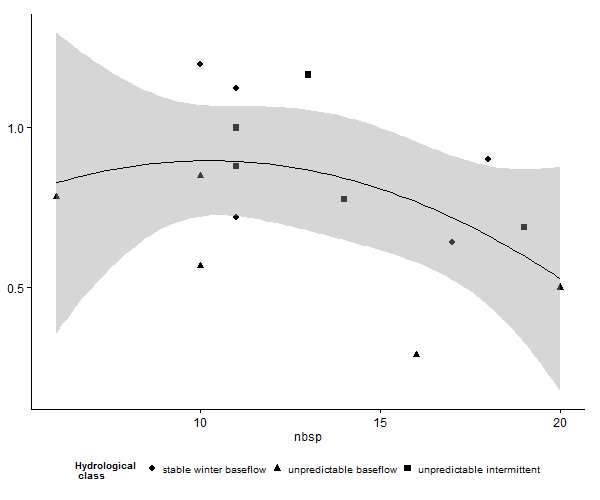 1.0
0.5
10 15 20
nbsp
Hydrological
class
stable winter baseflow unpredictable baseflow unpredictable intermittent